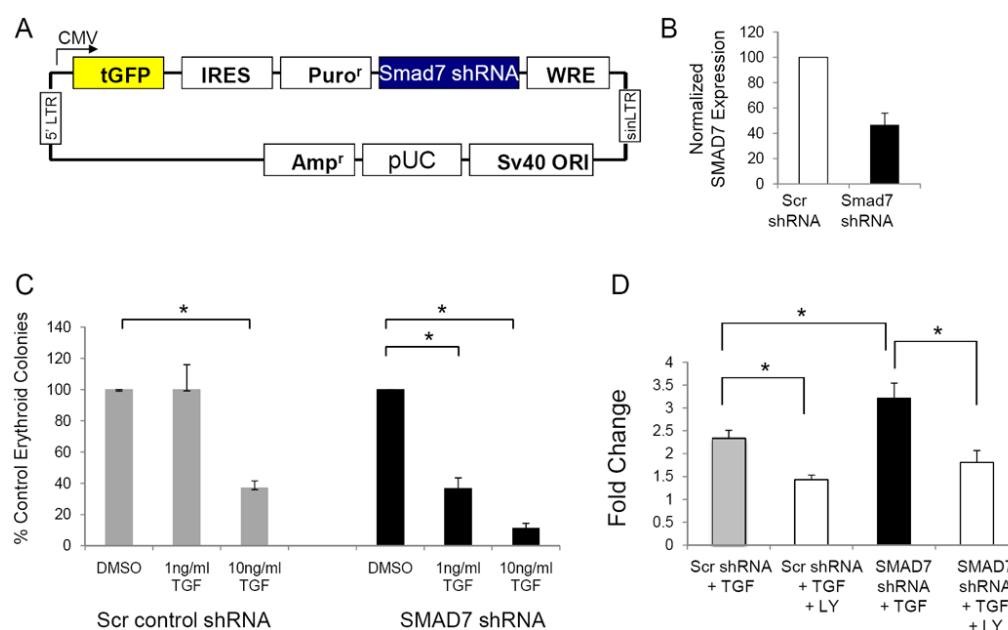 A
CMV
tGFP
IRES
Puroʳ
Smad7 shRNA
WRE
5' LTR
sinLTR
Ampʳ
pUC
Sv40 ORI
B
Normalized
SMAD7 Expression
120
100
80
60
40
20
0
Scr
shRNA
Smad7
shRNA
C
% Control Erythroid Colonies
140
120
100
80
60
40
20
0
*
*
*
DMSO
1ng/ml
TGF
10ng/ml
TGF
DMSO
1ng/ml
TGF
10ng/ml
TGF
Scr control shRNA
SMAD7 shRNA
D
Fold Change
4
3.5
3
2.5
2
1.5
1
0.5
0
*
*
*
Scr shRNA
+ TGF
Scr shRNA
+ TGF
+ LY
SMAD7
shRNA
+ TGF
SMAD7
shRNA
+ TGF
+ LY